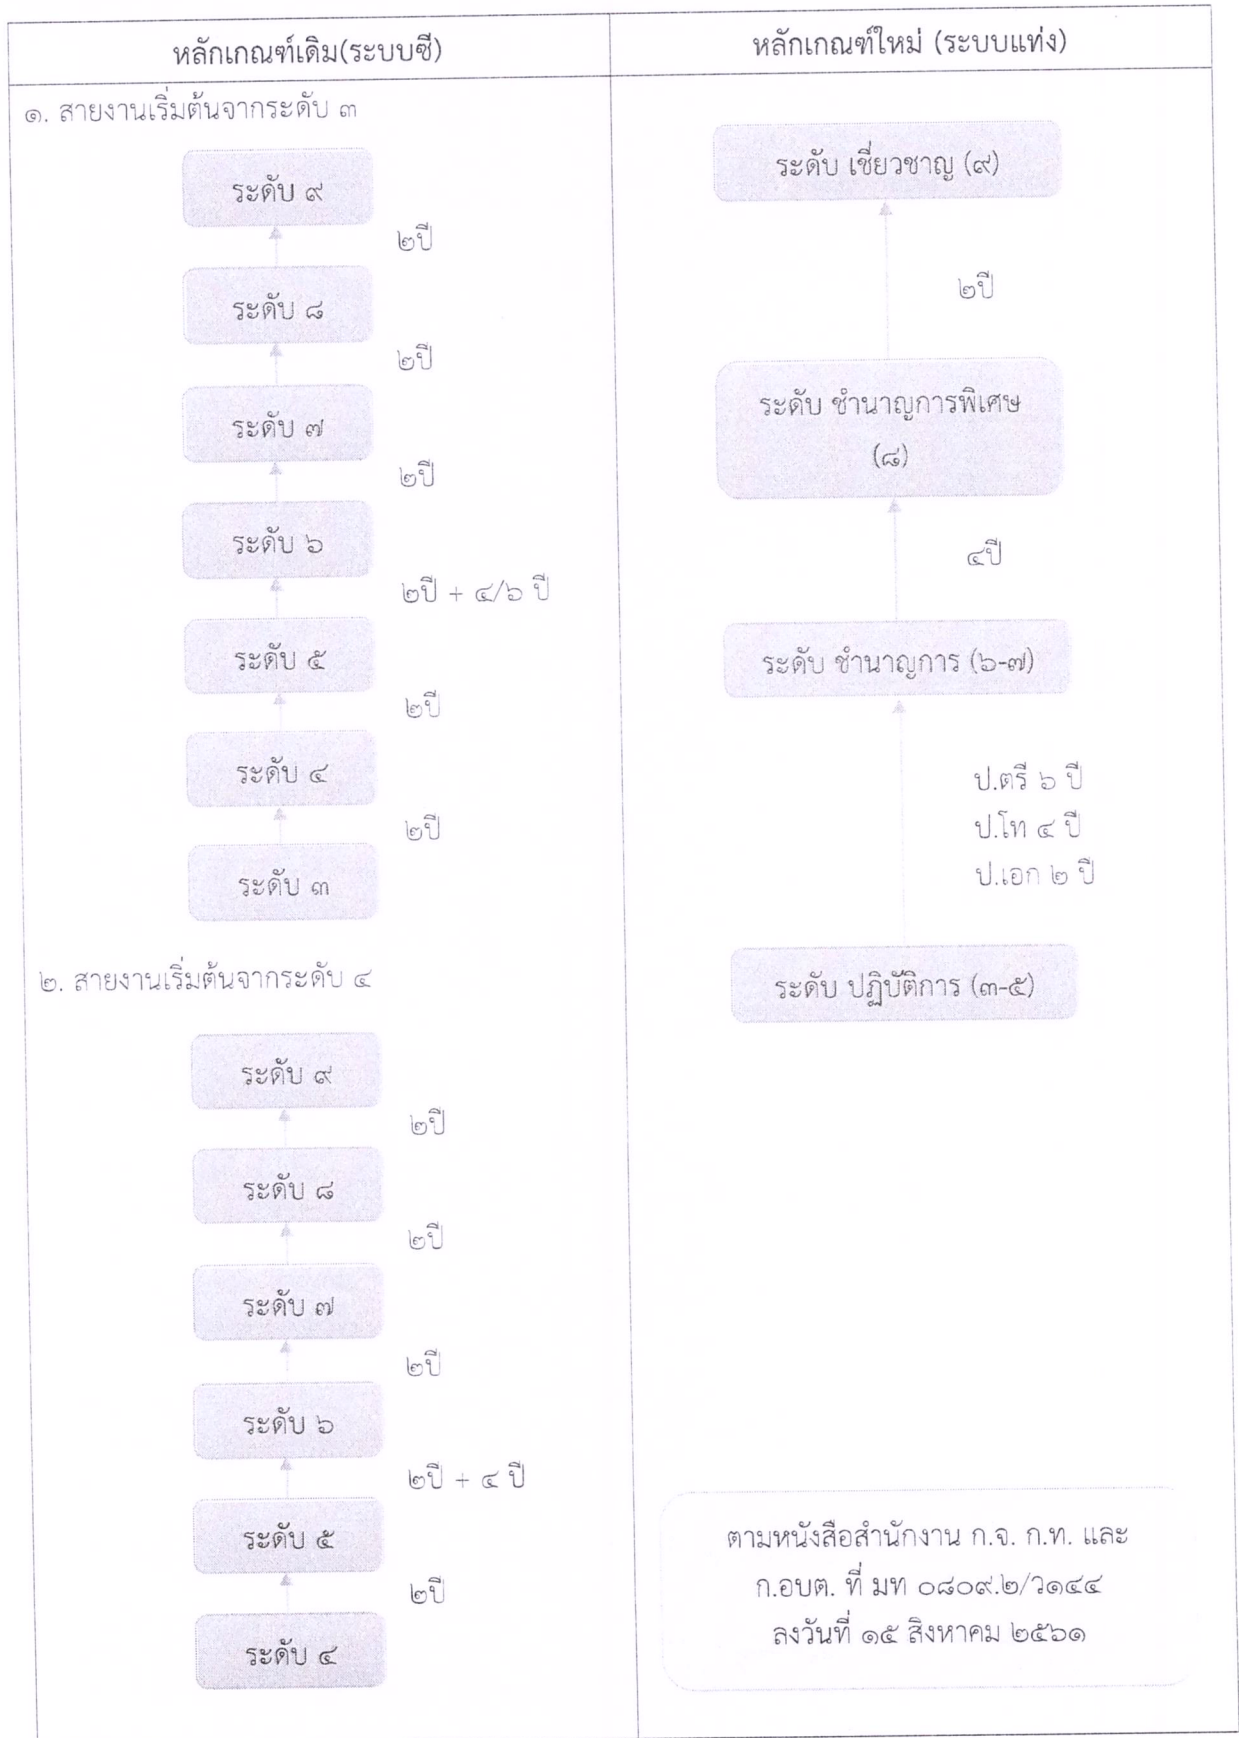 หลักเกณฑ์เดิม(ระบบซี)
๑. สายงานเริ่มต้นจากระดับ ๓
ระดับ ๙
๒ปี
ระดับ ๘
๒ปี
ระดับ ๗
๒ปี
ระดับ ๖
๒ปี + ๔/๖ ปี
ระดับ ๕
๒ปี
ระดับ ๔
๒ปี
ระดับ ๓
๒. สายงานเริ่มต้นจากระดับ ๔
ระดับ ๙
๒ปี
ระดับ ๘
๒ปี
ระดับ ๗
๒ปี
ระดับ ๖
๒ปี + ๔ ปี
ระดับ ๕
๒ปี
ระดับ ๔
หลักเกณฑ์ใหม่ (ระบบแท่ง)
ระดับ เชี่ยวชาญ (๙)
๒ปี
ระดับ ชำนาญการพิเศษ
(๘)
๔ปี
ระดับ ชำนาญการ (๖-๗)
ป.ตรี ๖ ปี
ป.โท ๔ ปี
ป.เอก ๒ ปี
ระดับ ปฏิบัติการ (๓-๕)
ตามหนังสือสำนักงาน ก.จ. ก.ท. และ
ก.อบต. ที่ มท ๐๘๐๙.๒/ว๑๔๔
ลงวันที่ ๑๕ สิงหาคม ๒๕๖๑